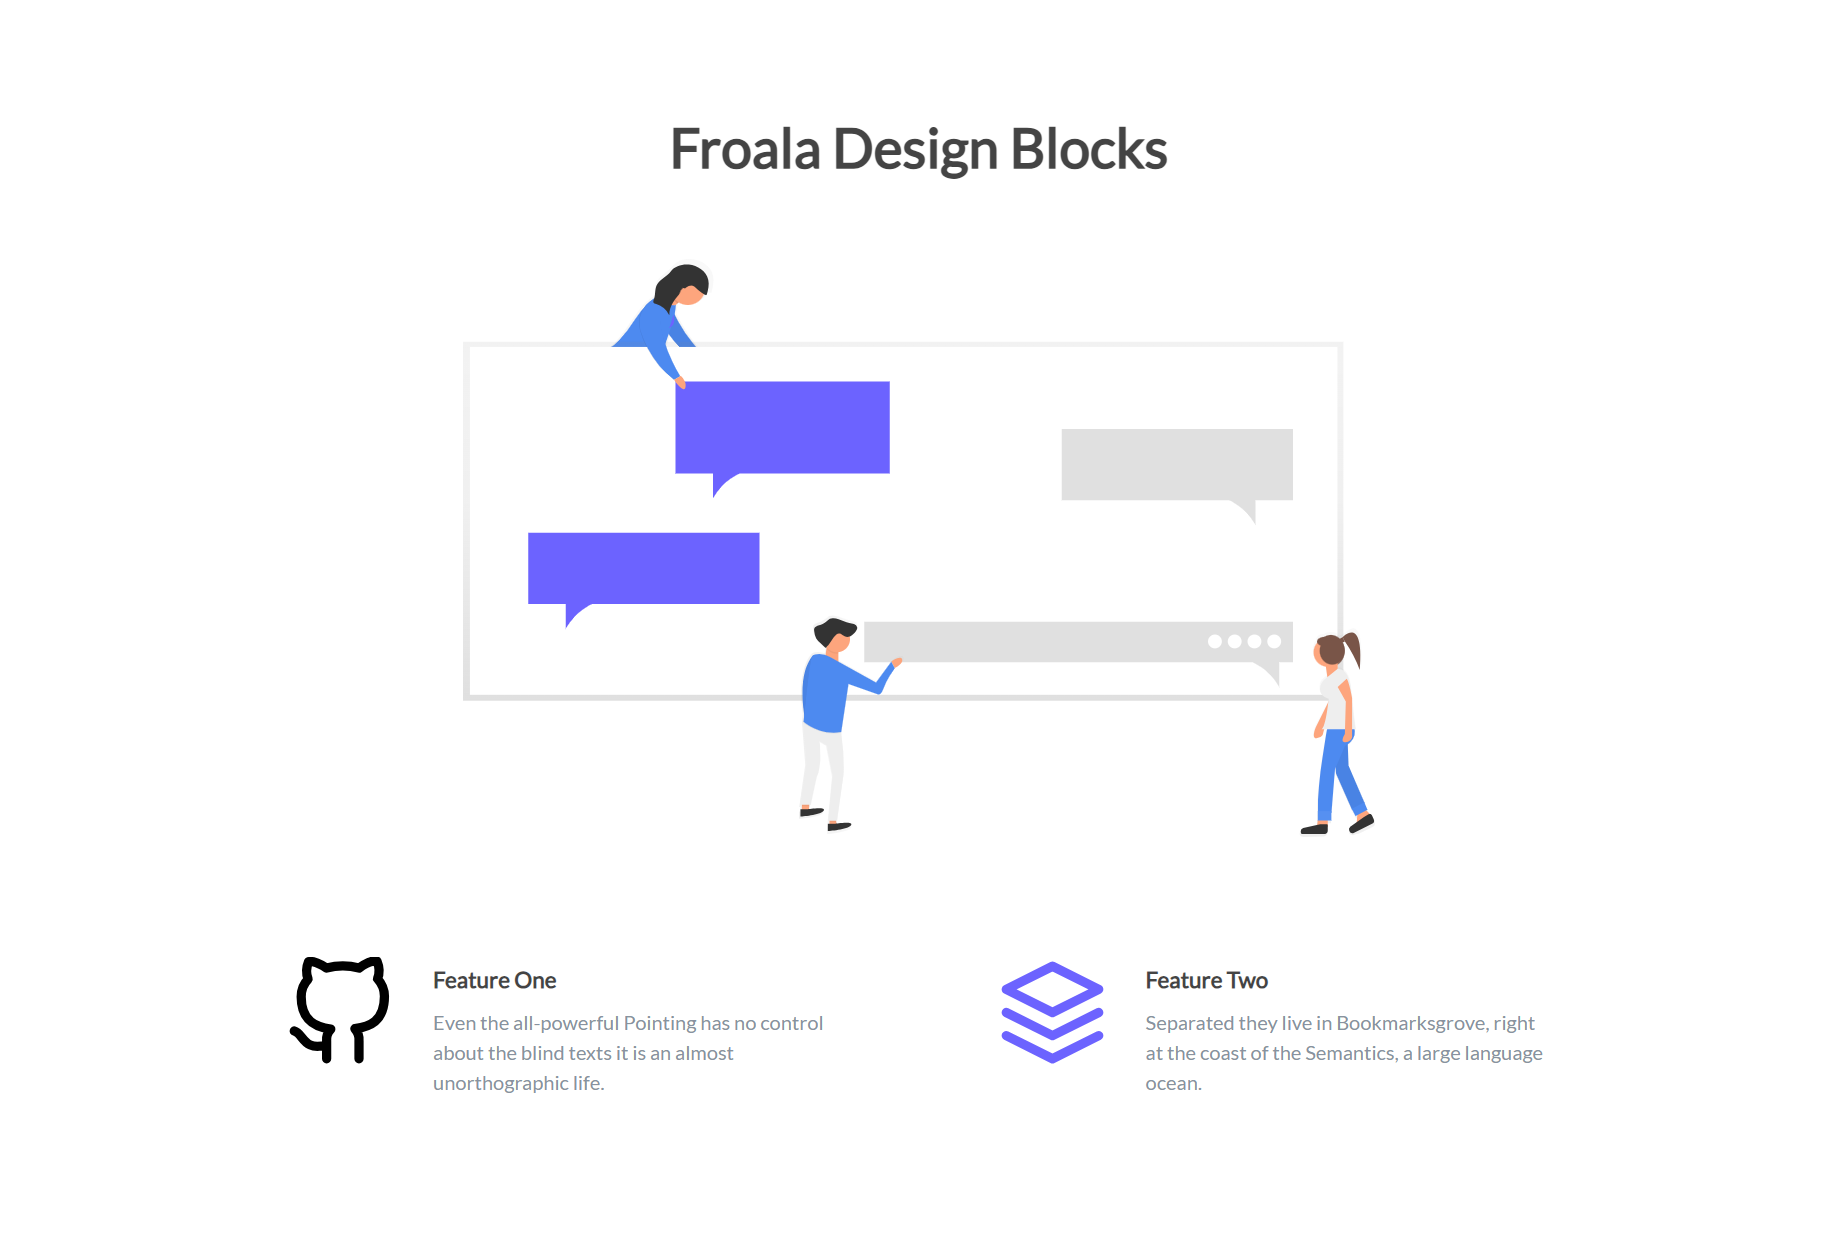 Froala Design Blocks
Feature One
Even the all-powerful Pointing has no control
about the blind texts it is an almost
unorthographic life.
Feature Two
Separated they live in Bookmarksgrove, right
at the coast of the Semantics, a large language
ocean.